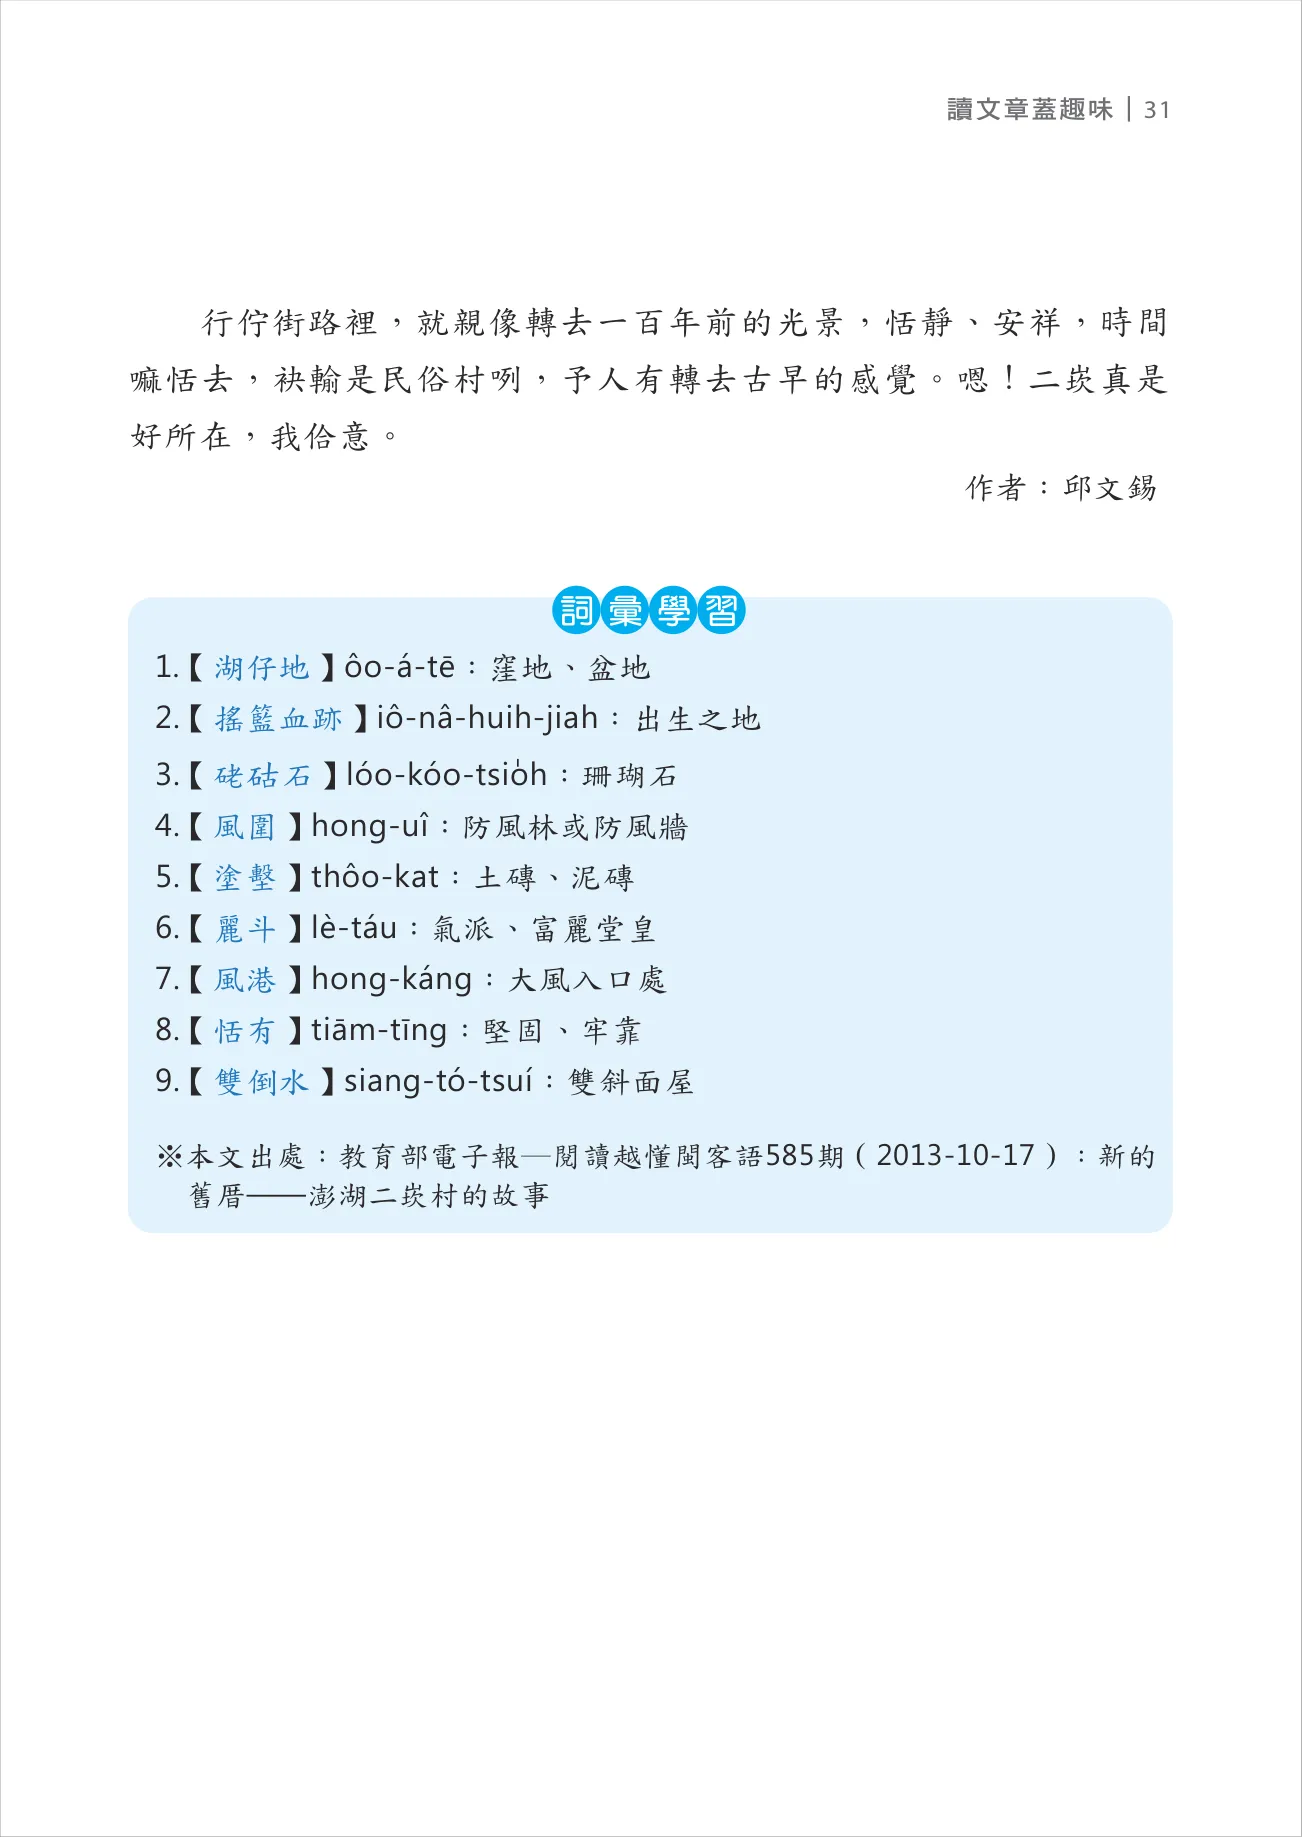 讀文章蓋趣味｜31
行佇街路裡，就親像轉去一百年前的光景，恬靜、安祥，時間
嘛恬去，袂輸是民俗村咧，予人有轉去古早的感覺。嗯！二崁真是
好所在，我佮意。
作者：邱文錫
詞彙學習
1.【湖仔地】ôo-á-tē：窪地、盆地
2.【搖籃血跡】iô-nâ-huih-jiah：出生之地
3.【硓𥑮石】lóo-kóo-tsio̍h：珊瑚石
4.【風圍】hong-uî：防風林或防風牆
5.【塗墼】thôo-kat：土磚、泥磚
6.【麗斗】lè-táu：氣派、富麗堂皇
7.【風港】hong-káng：大風入口處
8.【恬冇】tiām-tīng：堅固、牢靠
9.【雙倒水】siang-tó-tsuí：雙斜面屋
※本文出處：教育部電子報─閱讀越懂閩客語585期（2013-10-17）：新的
舊厝——澎湖二崁村的故事